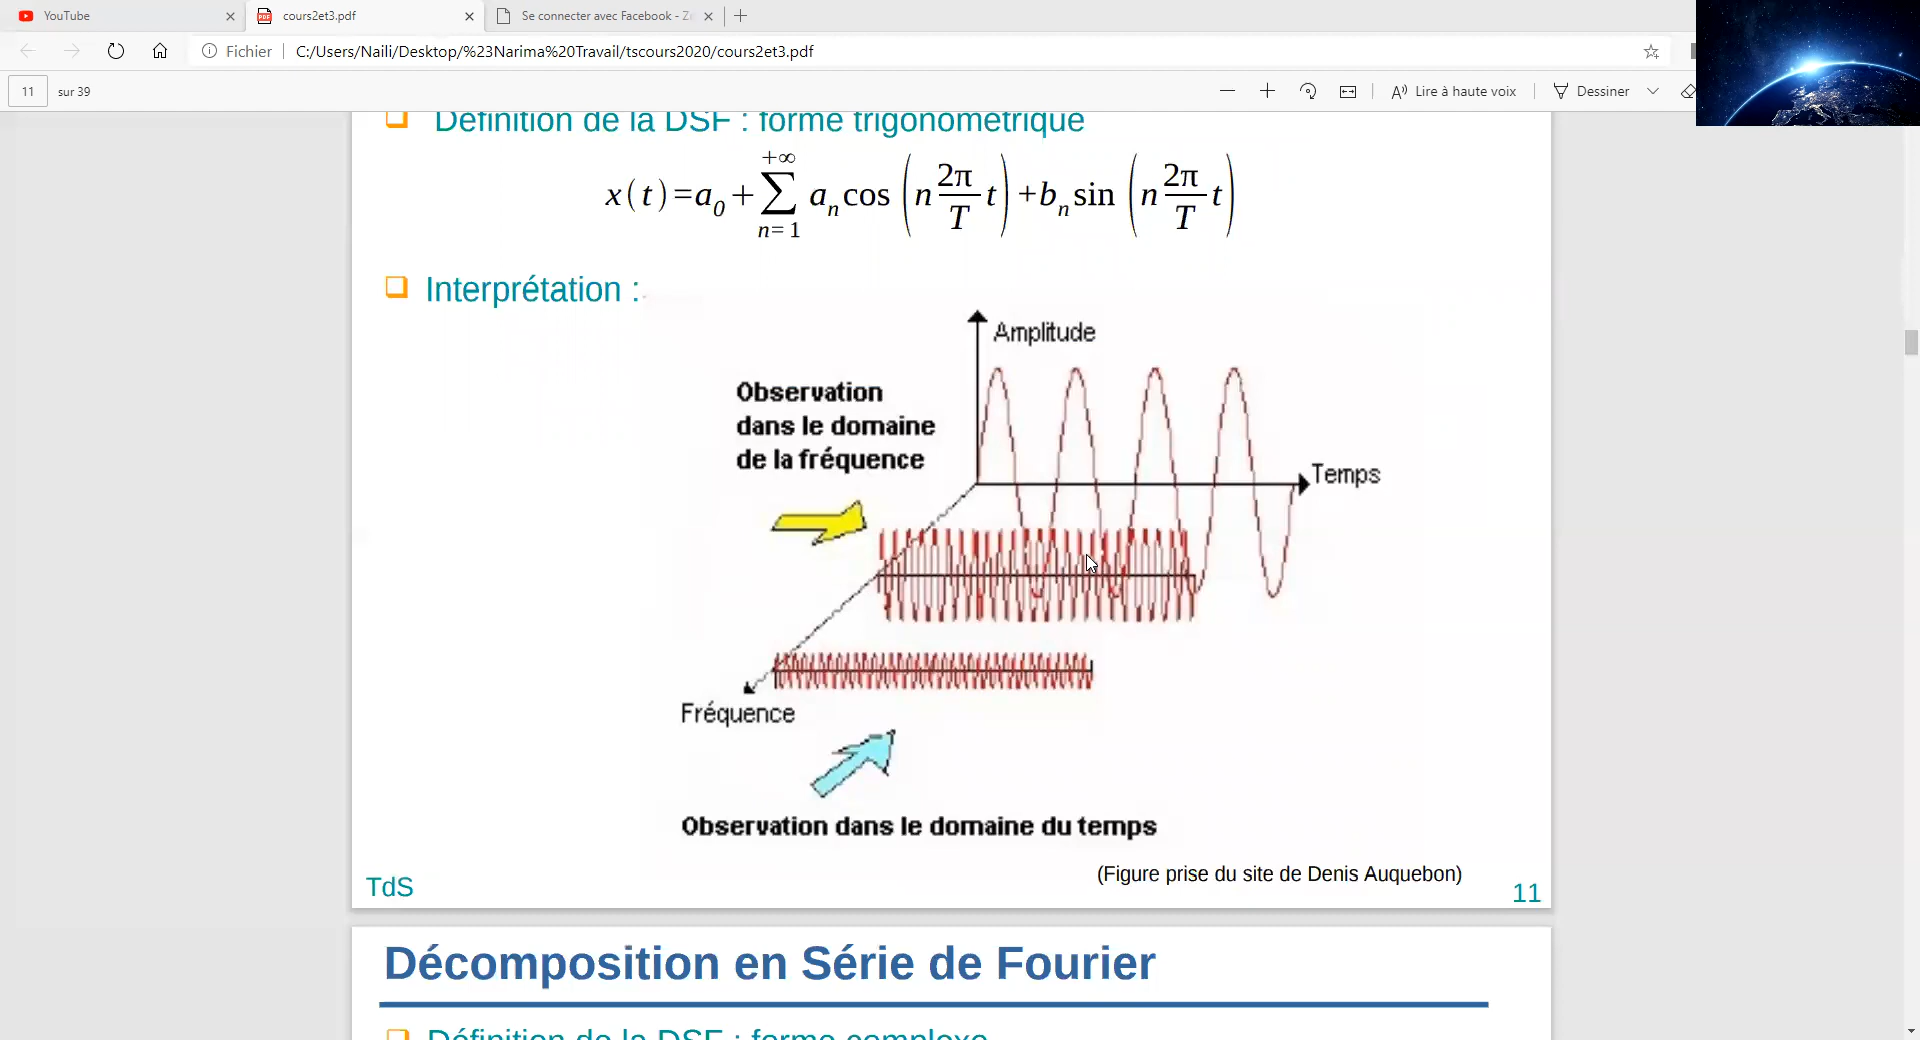 YouTube
cours2et3.pdf
Se connecter avec Facebook - Z
Fichier
C:/Users/Naili/Desktop/%23Narima%20Travail/tscours2020/cours2et3.pdf
11
sur 39
Lire à haute voix
Dessiner
Définition de la DSF : forme trigonométrique
x(t)=a_0+∑_{n=1}^{+∞} a_n cos(n 2π/T t)+b_n sin(n 2π/T t)
Interprétation :
Amplitude
Observation
dans le domaine
de la fréquence
Temps
Fréquence
Observation dans le domaine du temps
(Figure prise du site de Denis Auquebon)
TdS
11
Décomposition en Série de Fourier
Définition de la DSF : forme complexe